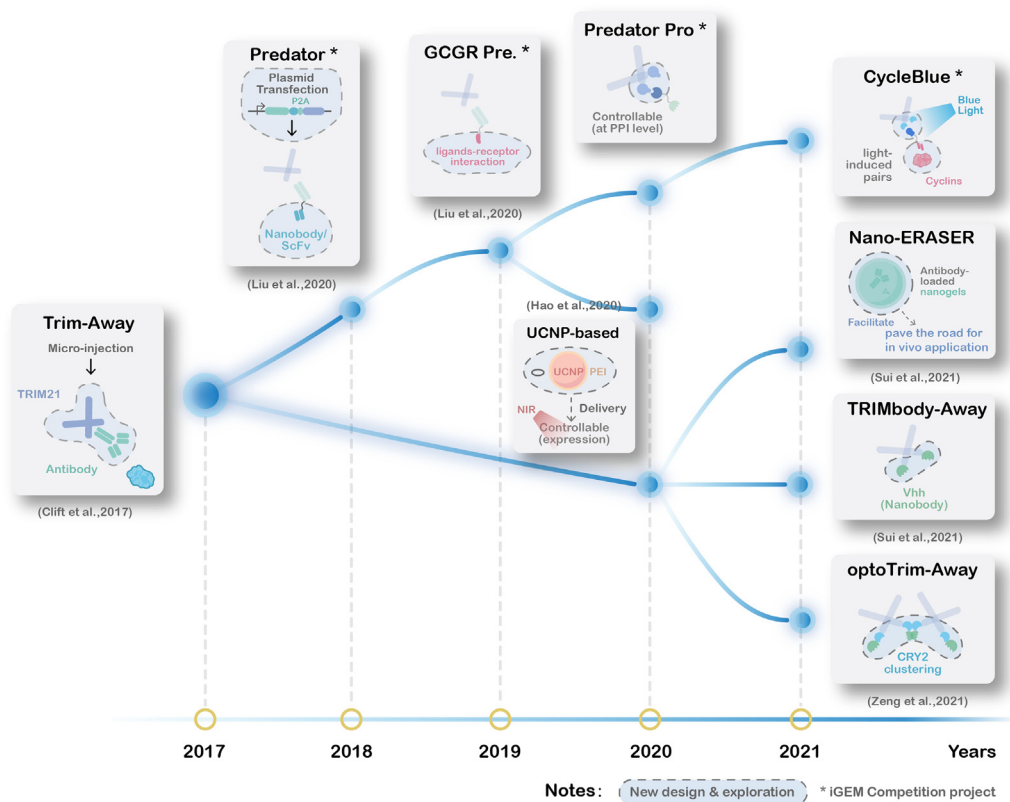 Trim-Away
Micro-injection
TRIM21
Antibody
(Clift et al.,2017)
Predator *
Plasmid
Transfection
P2A
Nanobody/
ScFv
(Liu et al.,2020)
GCGR Pre. *
ligands-receptor
interaction
(Liu et al.,2020)
Predator Pro *
Controllable
(at PPI level)
(Hao et al.,2020)
UCNP-based
UCNP
PEI
NIR
Delivery
Controllable
(expression)
CycleBlue *
Blue
Light
light-
induced
pairs
Cyclins
Nano-ERASER
Antibody-
loaded
nanogels
Facilitate
pave the road for
in vivo application
(Sui et al.,2021)
TRIMbody-Away
Vhh
(Nanobody)
(Sui et al.,2021)
optoTrim-Away
CRY2
clustering
(Zeng et al.,2021)
2017 2018 2019 2020 2021 Years
Notes: New design & exploration * iGEM Competition project